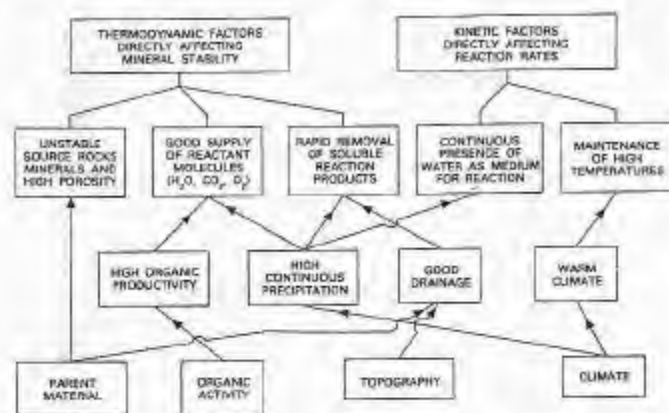 THERMODYNAMIC FACTORS
DIRECTLY AFFECTING
MINERAL STABILITY
KINETIC FACTORS
DIRECTLY AFFECTING
REACTION RATES
UNSTABLE
SOURCE ROCKS
MINERALS AND
HIGH POROSITY
GOOD SUPPLY
OF REACTANT
MOLECULES
(H₂O, CO₂, O₂)
RAPID REMOVAL
OF SOLUBLE
REACTION
PRODUCTS
CONTINUOUS
PRESENCE OF
WATER AS MEDIUM
FOR REACTION
MAINTENANCE
OF HIGH
TEMPERATURES
HIGH ORGANIC
PRODUCTIVITY
HIGH
CONTINUOUS
PRECIPITATION
GOOD
DRAINAGE
WARM
CLIMATE
PARENT
MATERIAL
ORGANIC
ACTIVITY
TOPOGRAPHY
CLIMATE